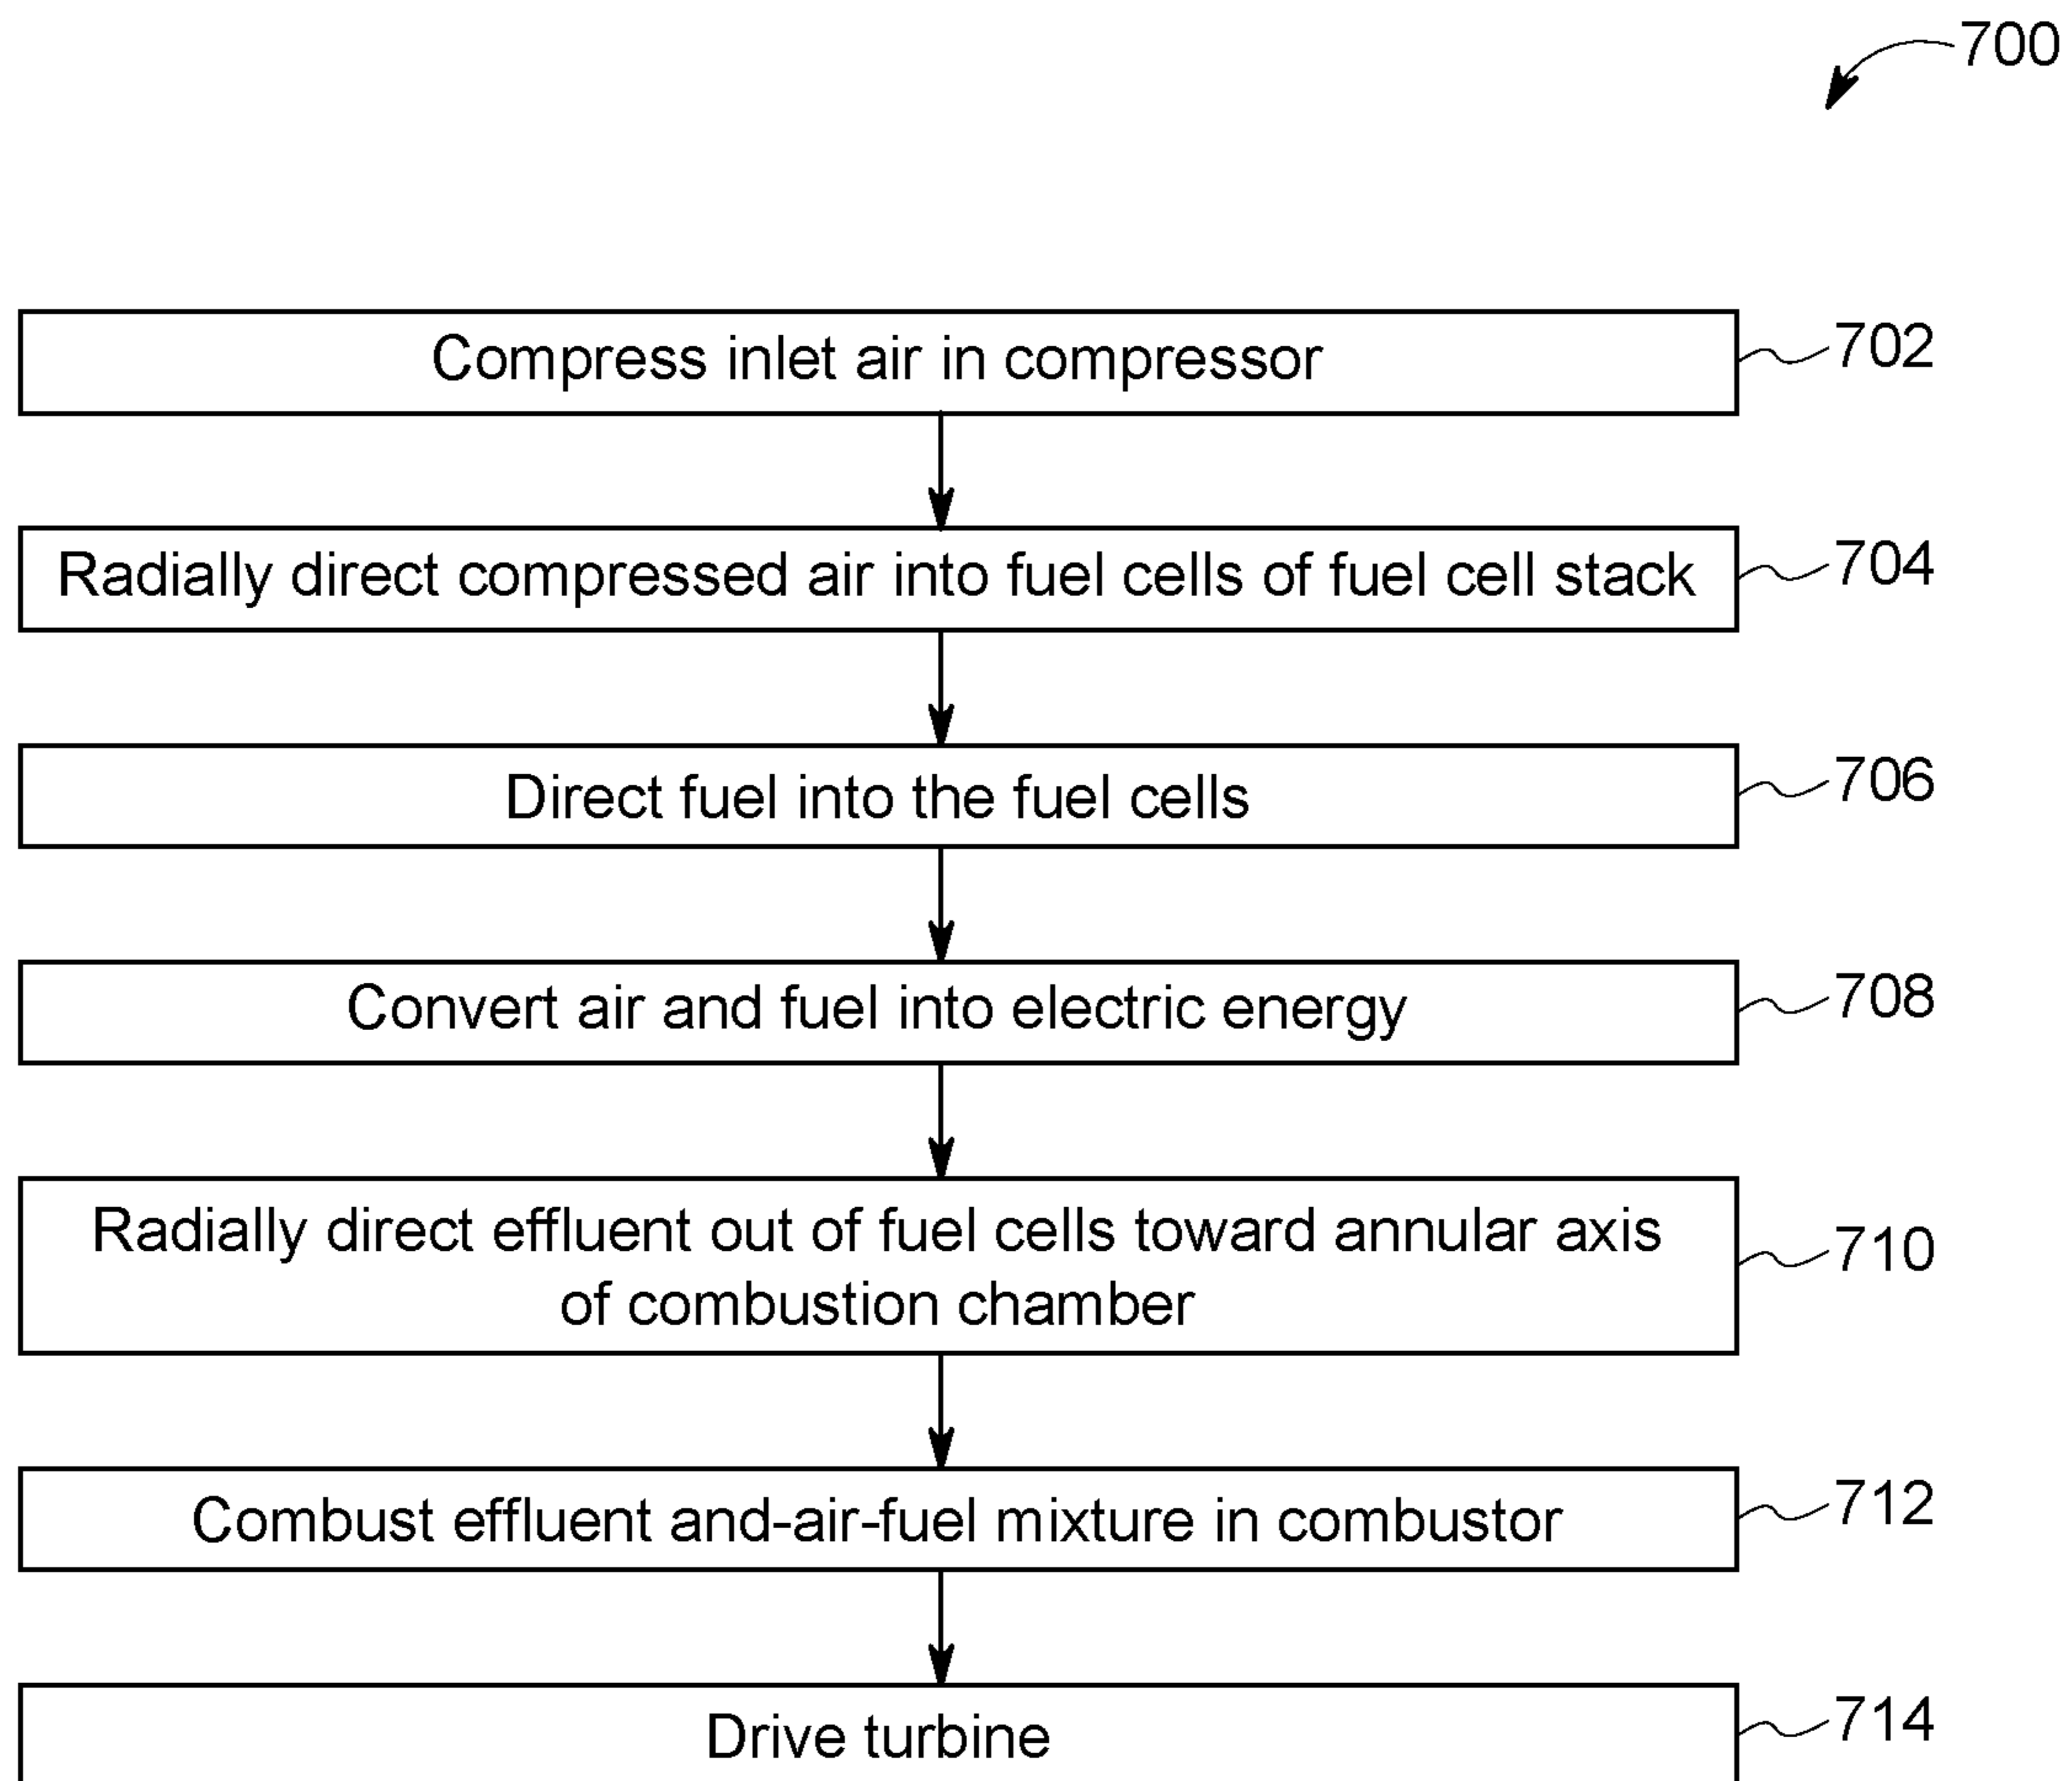 700
Compress inlet air in compressor
702
Radially direct compressed air into fuel cells of fuel cell stack
704
Direct fuel into the fuel cells
706
Convert air and fuel into electric energy
708
Radially direct effluent out of fuel cells toward annular axis
of combustion chamber
710
Combust effluent and-air-fuel mixture in combustor
712
Drive turbine
714